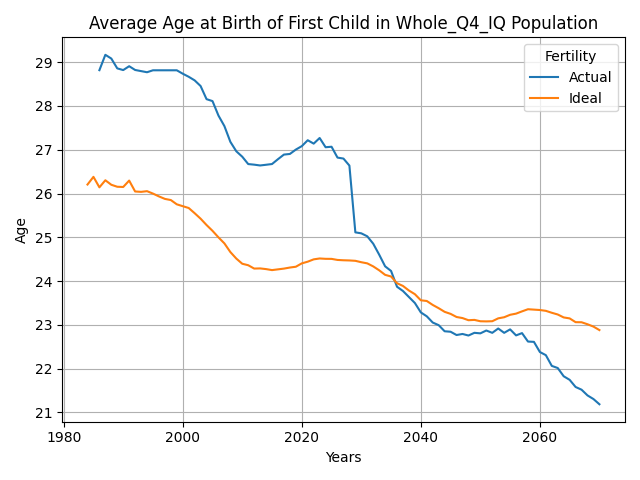 Average Age at Birth of First Child in Whole_Q4_IQ Population
29
28
27
26
25
24
23
22
21
Age
Fertility
Actual
Ideal
1980
2000
2020
2040
2060
Years